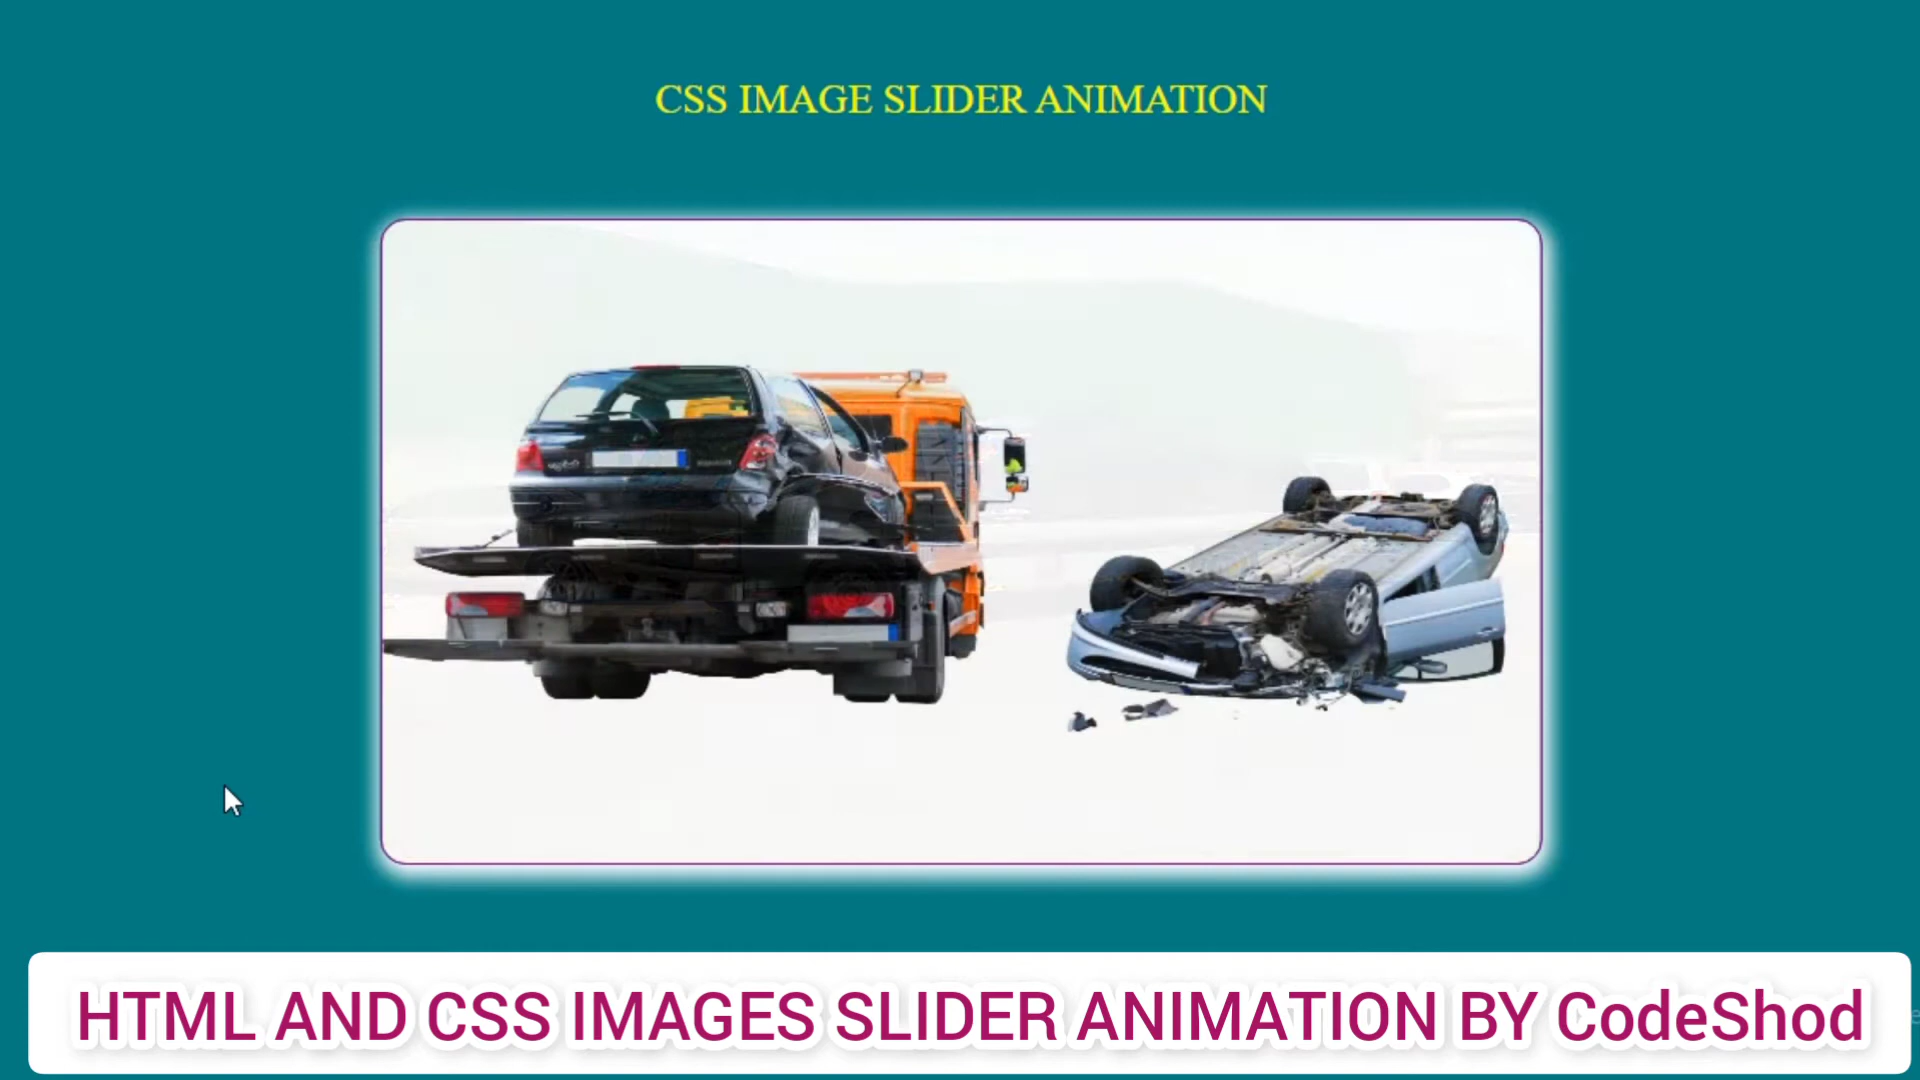 CSS IMAGE SLIDER ANIMATION
HTML AND CSS IMAGES SLIDER ANIMATION BY CodeShod